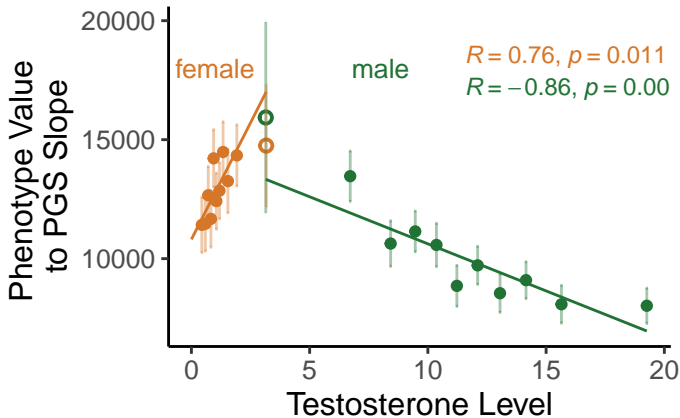 20000
15000
10000
Phenotype Value
to PGS Slope
female
male
R = 0.76, p = 0.011
R = −0.86, p = 0.00
0
5
10
15
20
Testosterone Level